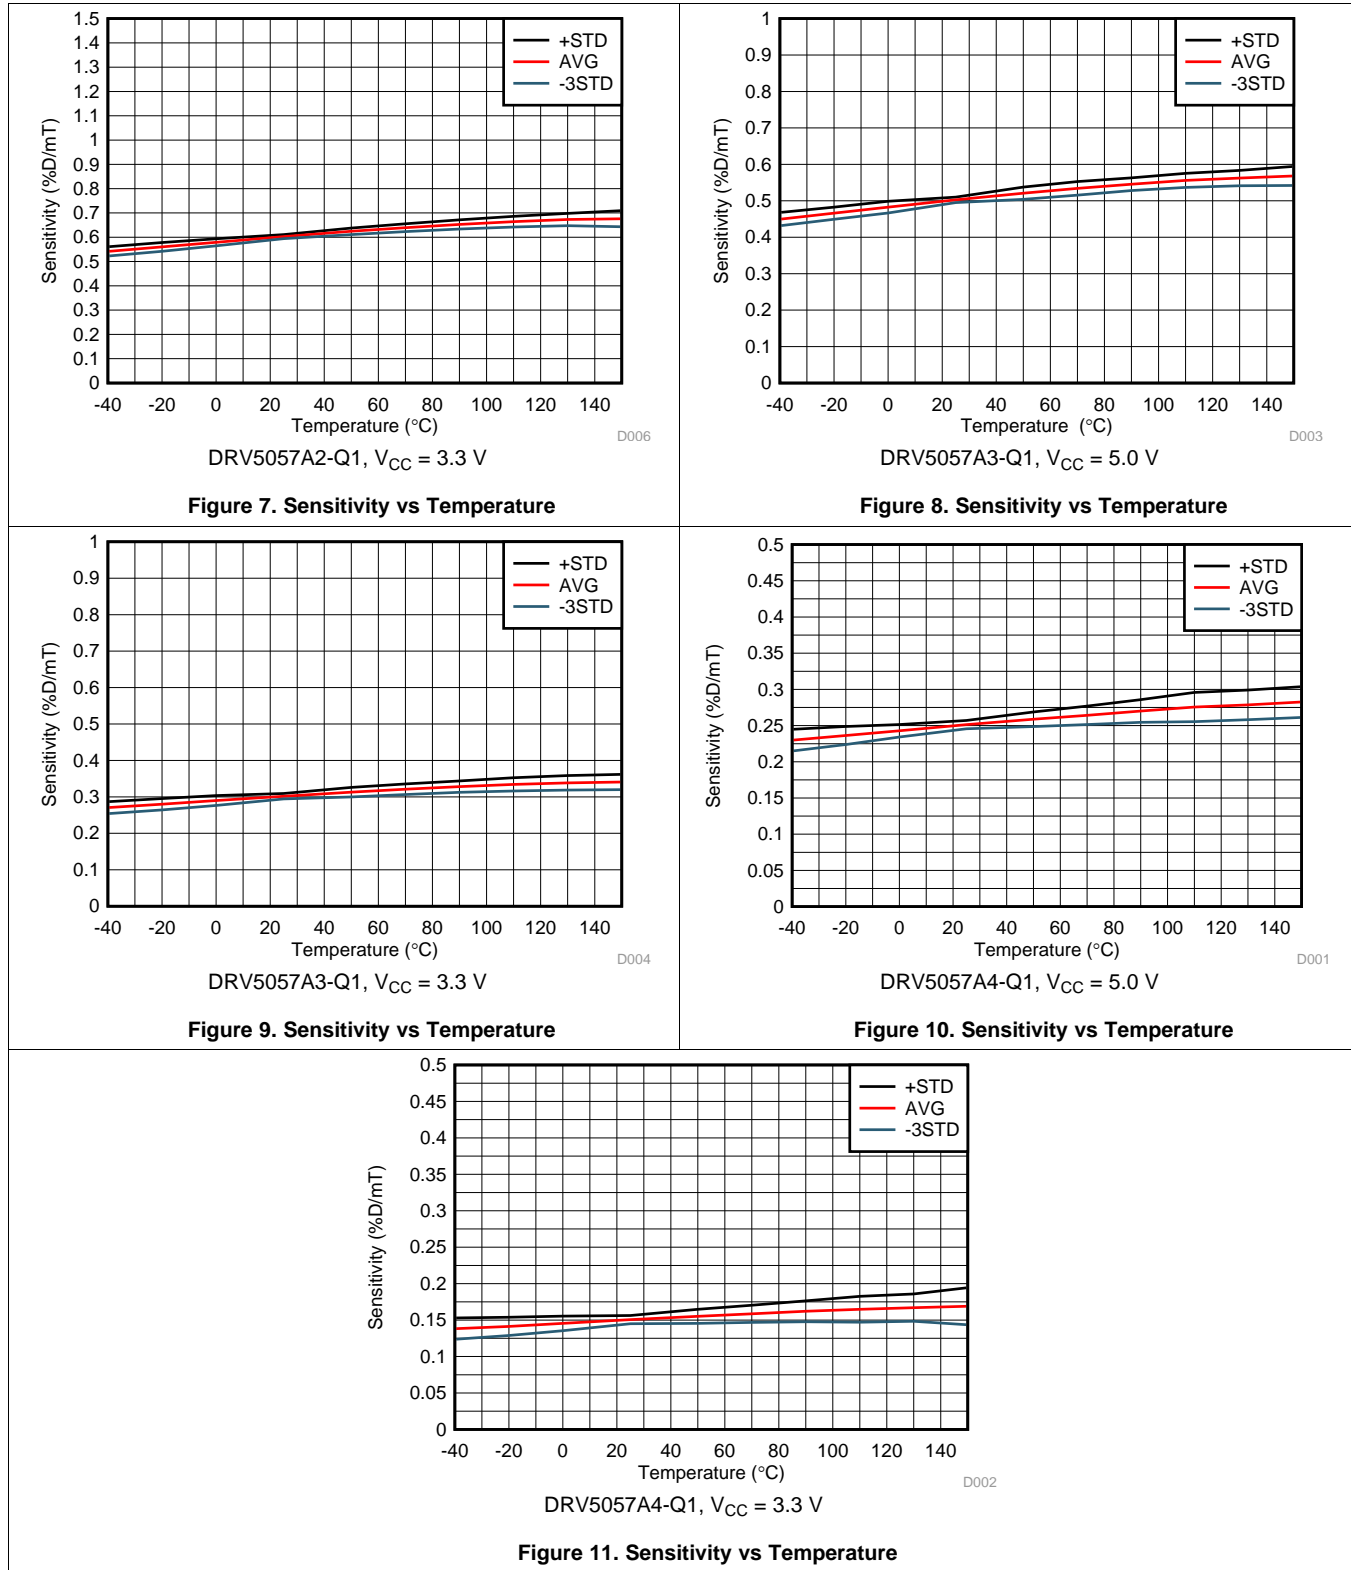 1.5
1.4
1.3
1.2
1.1
1
0.9
0.8
0.7
0.6
0.5
0.4
0.3
0.2
0.1
0
Sensitivity (%D/mT)
+STD
AVG
-3STD
-40 -20 0 20 40 60 80 100 120 140
Temperature (°C)
D006
DRV5057A2-Q1, VCC = 3.3 V
Figure 7. Sensitivity vs Temperature
1
0.9
0.8
0.7
0.6
0.5
0.4
0.3
0.2
0.1
0
Sensitivity (%D/mT)
+STD
AVG
-3STD
-40 -20 0 20 40 60 80 100 120 140
Temperature (°C)
D003
DRV5057A3-Q1, VCC = 5.0 V
Figure 8. Sensitivity vs Temperature
1
0.9
0.8
0.7
0.6
0.5
0.4
0.3
0.2
0.1
0
Sensitivity (%D/mT)
+STD
AVG
-3STD
-40 -20 0 20 40 60 80 100 120 140
Temperature (°C)
D004
DRV5057A3-Q1, VCC = 3.3 V
Figure 9. Sensitivity vs Temperature
0.5
0.45
0.4
0.35
0.3
0.25
0.2
0.15
0.1
0.05
0
Sensitivity (%D/mT)
+STD
AVG
-3STD
-40 -20 0 20 40 60 80 100 120 140
Temperature (°C)
D001
DRV5057A4-Q1, VCC = 5.0 V
Figure 10. Sensitivity vs Temperature
0.5
0.45
0.4
0.35
0.3
0.25
0.2
0.15
0.1
0.05
0
Sensitivity (%D/mT)
+STD
AVG
-3STD
-40 -20 0 20 40 60 80 100 120 140
Temperature (°C)
D002
DRV5057A4-Q1, VCC = 3.3 V
Figure 11. Sensitivity vs Temperature